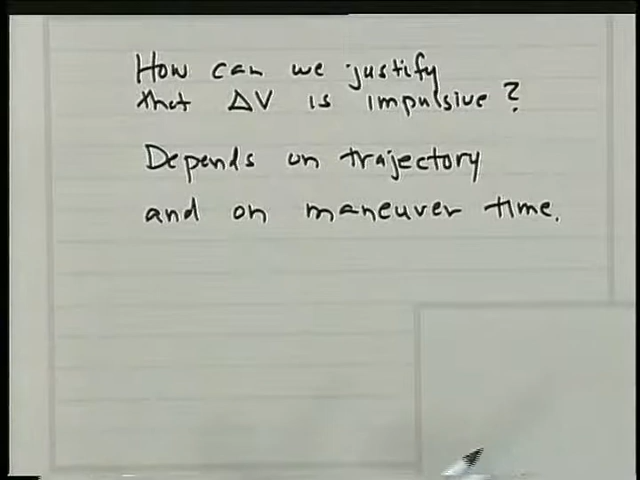 How can we justify
that ΔV is impulsive?
Depends on trajectory
and on maneuver time.